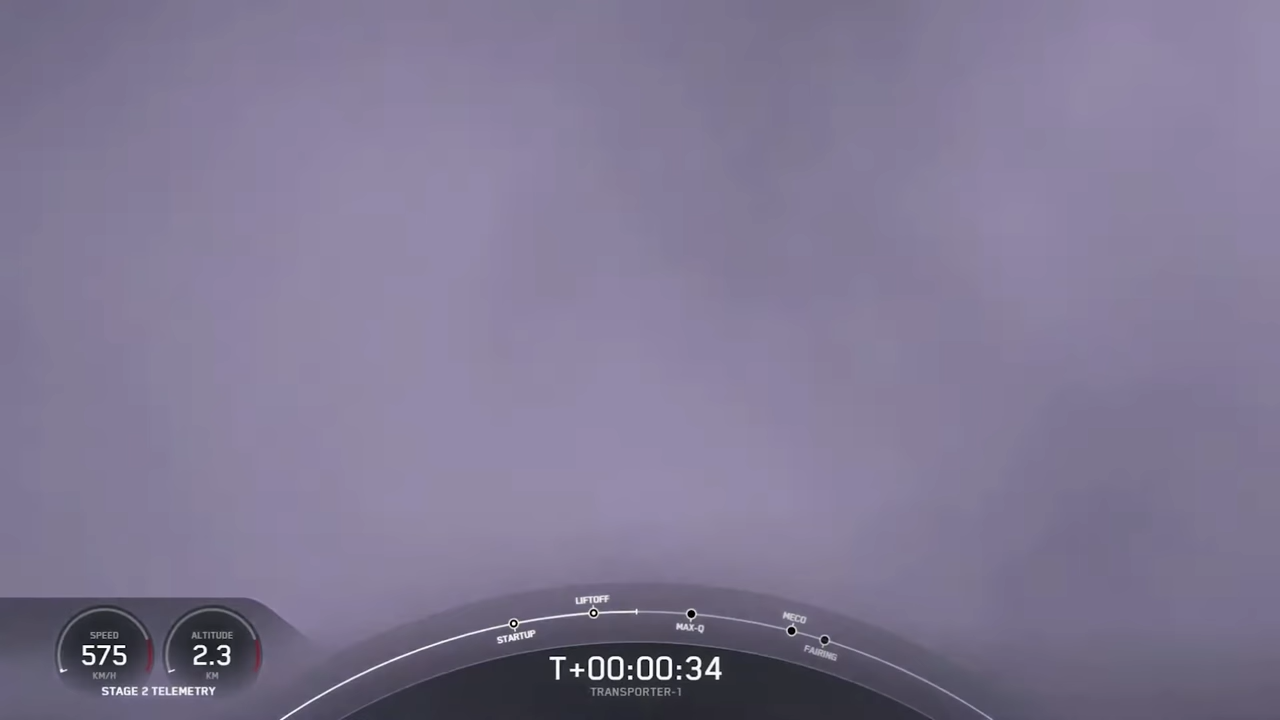 SPEED
575
KM/H
ALTITUDE
2.3
KM
STAGE 2 TELEMETRY
STARTUP
LIFTOFF
MAX-Q
MECO
FAIRING
T+00:00:34
TRANSPORTER-1